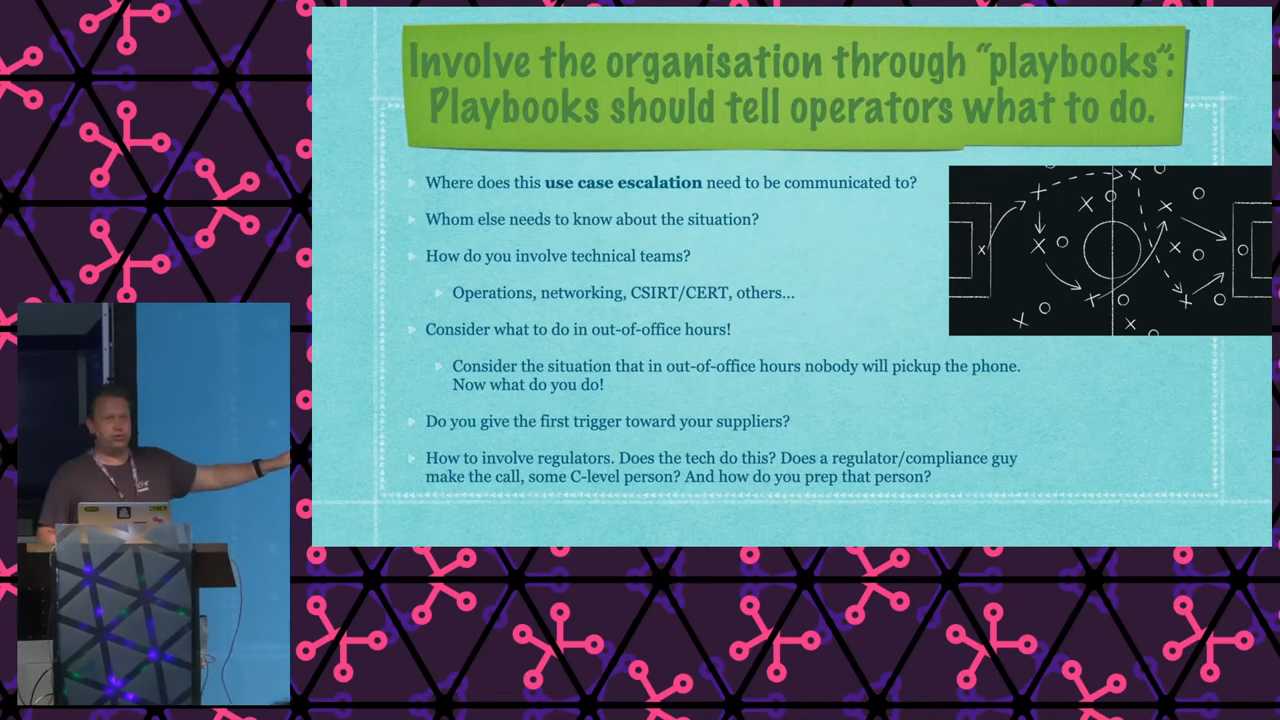 Involve the organisation through “playbooks”:
Playbooks should tell operators what to do.
Where does this use case escalation need to be communicated to?
Whom else needs to know about the situation?
How do you involve technical teams?
Operations, networking, CSIRT/CERT, others...
Consider what to do in out-of-office hours!
Consider the situation that in out-of-office hours nobody will pickup the phone.
Now what do you do!
Do you give the first trigger toward your suppliers?
How to involve regulators. Does the tech do this? Does a regulator/compliance guy
make the call, some C-level person? And how do you prep that person?